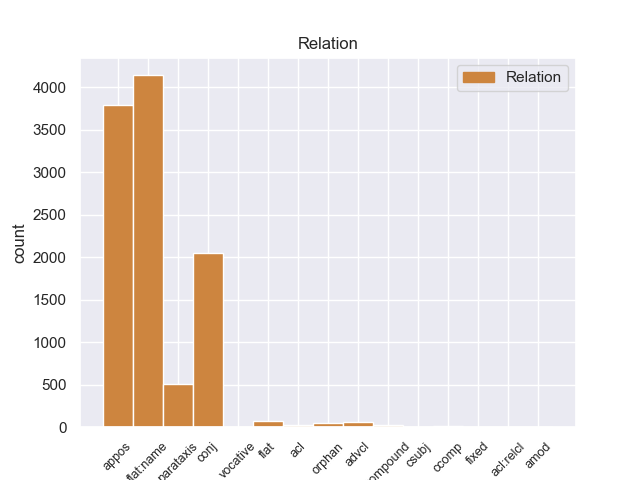 Relation
Relation
4000
3500
3000
2500
2000
1500
1000
500
0
count
appos
flat:name
parataxis
conj
vocative
flat
acl
orphan
advcl
ompound
csubj
ccomp
fixed
acl:relcl
amod